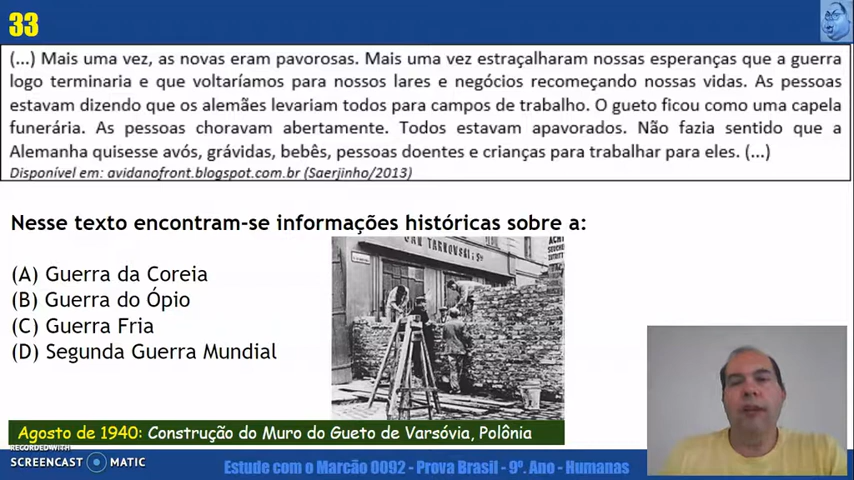 33
(...) Mais uma vez, as novas eram pavorosas. Mais uma vez estraçalharam nossas esperanças que a guerra
logo terminaria e que voltaríamos para nossos lares e negócios recomeçando nossas vidas. As pessoas
estavam dizendo que os alemães levariam todos para campos de trabalho. O gueto ficou como uma capela
funerária. As pessoas choravam abertamente. Todos estavam apavorados. Não fazia sentido que a
Alemanha quisesse avós, grávidas, bebês, pessoas doentes e crianças para trabalhar para eles. (...)
Disponível em: avidanofront.blogspot.com.br (Saerjinho/2013)
Nesse texto encontram-se informações históricas sobre a:
(A) Guerra da Coreia
(B) Guerra do Ópio
(C) Guerra Fria
(D) Segunda Guerra Mundial
TARKOWSKI
Agosto de 1940: Construção do Muro do Gueto de Varsóvia, Polônia
RECORDED WITH
SCREENCAST MATIC
Estude com o Marcão 0092 - Prova Brasil - 9º. Ano - Humanas